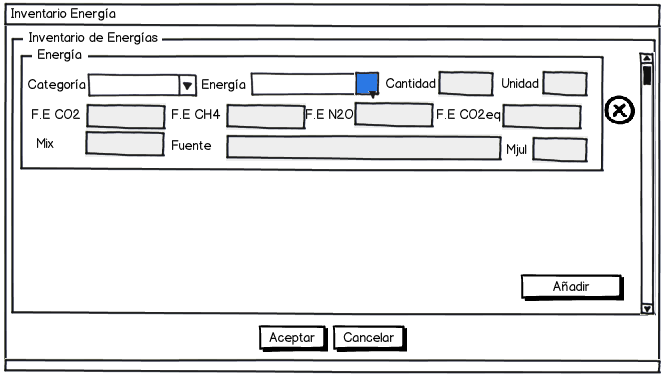 Inventario Energía
Inventario de Energías
Energía
Categoría Energía Cantidad Unidad
F.E CO2 F.E CH4 F.E N2O F.E CO2eq
Mix Fuente Mjul
Añadir
Aceptar Cancelar